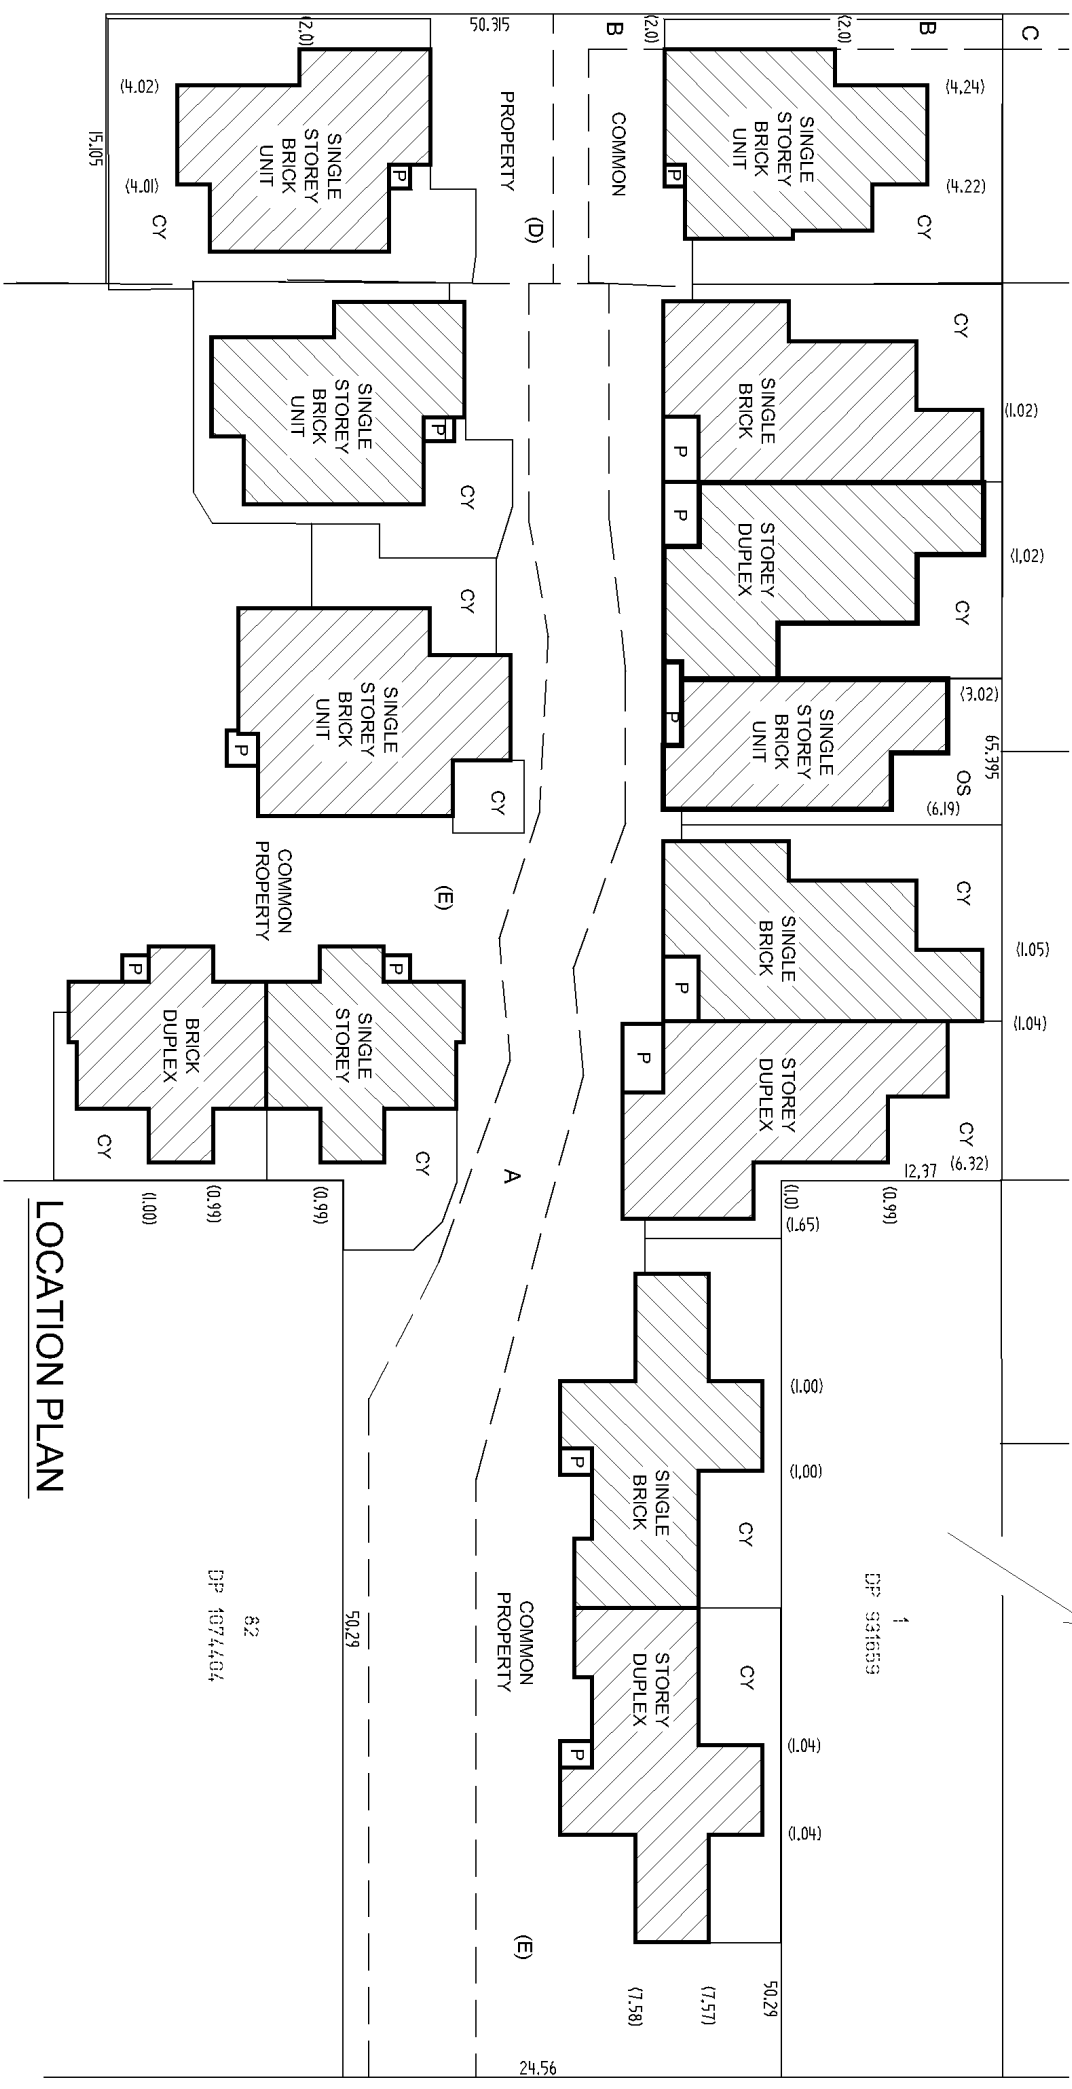 C
B
B
(2.0)
(2.0)
50.315
(2.0)
(4.24)
(4.22)
SINGLE
STOREY
BRICK
UNIT
P
CY
COMMON
PROPERTY
(D)
(4.02)
(4.01)
15.105
SINGLE
STOREY
BRICK
UNIT
P
CY
CY
(1.02)
SINGLE
BRICK
P
(1.02)
STOREY
DUPLEX
P
CY
(3.02)
65.395
SINGLE
STOREY
BRICK
UNIT
P
OS
(6.19)
SINGLE
STOREY
BRICK
UNIT
P
CY
CY
SINGLE
STOREY
BRICK
UNIT
P
CY
CY
(1.05)
SINGLE
BRICK
P
(1.04)
STOREY
DUPLEX
P
CY
(6.32)
12.37
(0.99)
(1.0)
(1.65)
COMMON
PROPERTY
(E)
P
SINGLE
STOREY
P
BRICK
DUPLEX
CY
CY
A
(0.99)
(0.99)
(1.00)
(1.00)
(1.00)
SINGLE
BRICK
P
CY
STOREY
DUPLEX
P
CY
(1.04)
(1.04)
1
DP 931659
COMMON
PROPERTY
50.29
82
DP 1074404
(E)
50.29
(7.57)
(7.58)
24.56
LOCATION PLAN